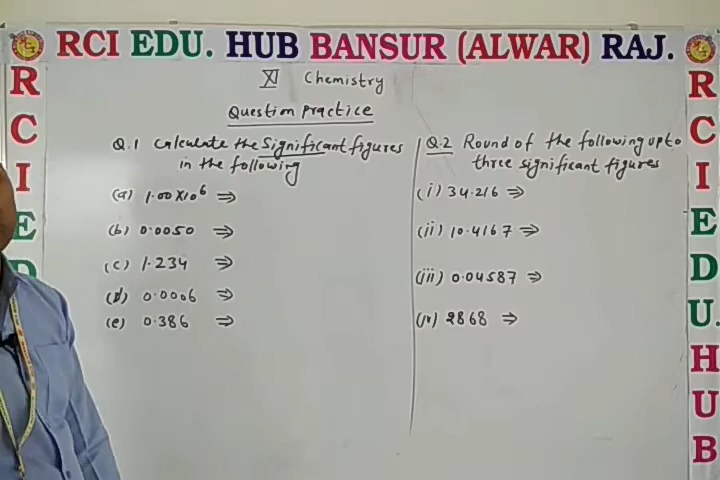 RCI EDU. HUB BANSUR (ALWAR) RAJ.
XI Chemistry
Question practice
Q.1 Calculate the Significant figures
in the following
(a) 1.00 X 10⁶ ⇒
(b) 0.0050 ⇒
(c) 1.234 ⇒
(d) 0.0006 ⇒
(e) 0.386 ⇒
Q.2 Round of the following upto
three significant figures
(i) 34.216 ⇒
(ii) 10.4167 ⇒
(iii) 0.04587 ⇒
(iv) 2868 ⇒
R
C
I
E
D
R
C
I
E
D
U.
H
U
B